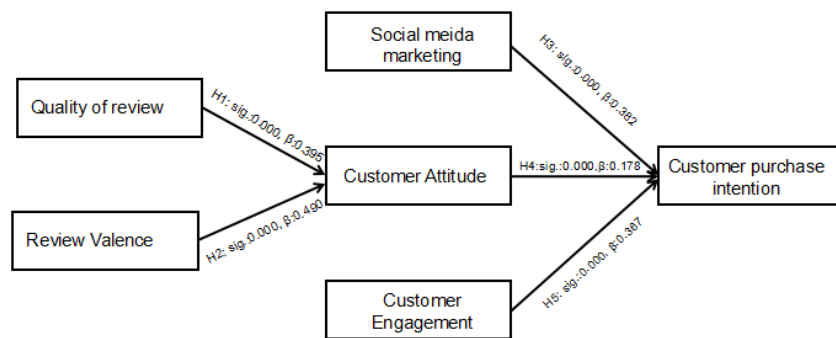 Social meida
marketing
H3: sig.:0.000, β:0.382
Quality of review
H1: sig.:0.000, β:0.395
Customer Attitude
H4:sig.:0.000,β:0.178
Customer purchase
intention
Review Valence
H2: sig.:0.000, β:0.490
H5: sig.:0.000, β:0.367
Customer
Engagement